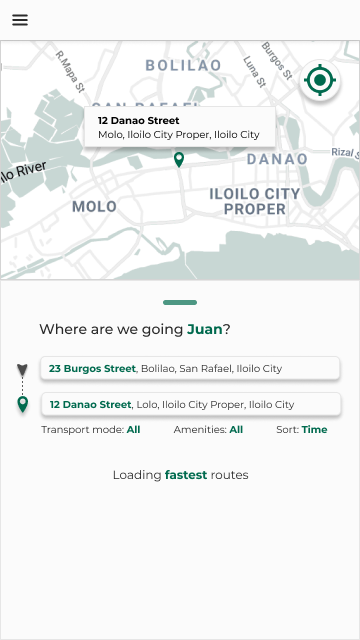 R.Mapa St
BOLILAO
Luna St
Burgos St
SAN RAFAEL
12 Danao Street
Molo, Iloilo City Proper, Iloilo City
DANAO
Rizal S
lo River
MOLO
ILOILO CITY
PROPER
Where are we going Juan?
23 Burgos Street, Bolilao, San Rafael, Iloilo City
12 Danao Street, Lolo, Iloilo City Proper, Iloilo City
Transport mode: All Amenities: All Sort: Time
Loading fastest routes